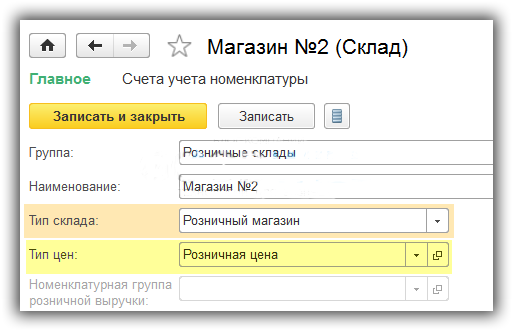 Магазин №2 (Склад)
Главное Счета учета номенклатуры
Записать и закрыть Записать
Группа: Розничные склады
Наименование: Магазин №2
Тип склада: Розничный магазин
Тип цен: Розничная цена
Номенклатурная группа
розничной выручки: